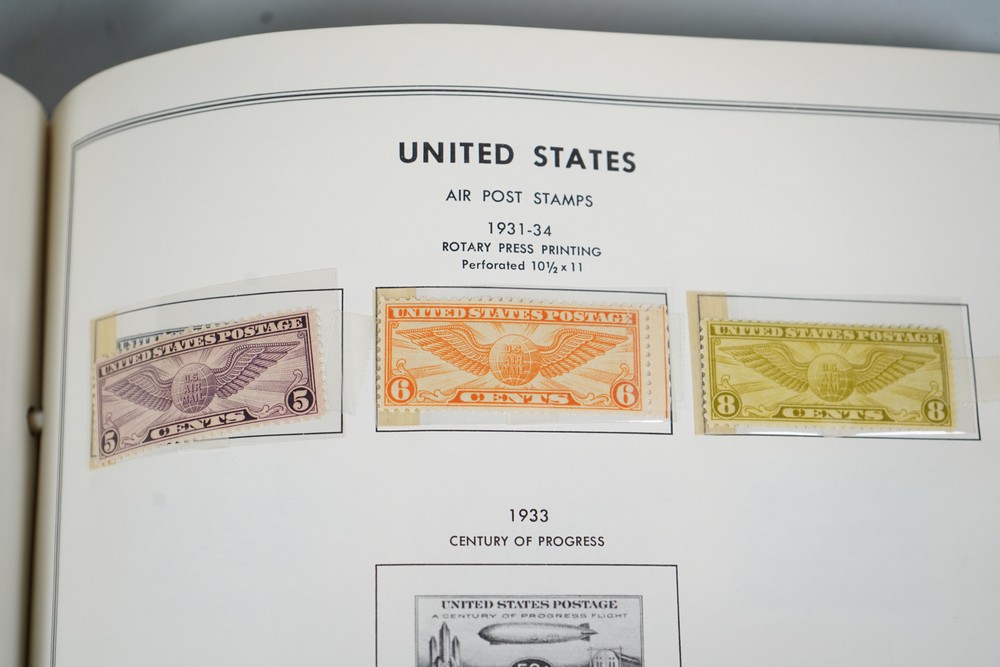 UNITED STATES
AIR POST STAMPS
1931-34
ROTARY PRESS PRINTING
Perforated 10½ x 11
UNITED STATES POSTAGE
U.S.
AIR
MAIL
5 CENTS 5
UNITED STATES POSTAGE
U.S.
AIR
MAIL
6 CENTS 6
UNITED STATES POSTAGE
U.S.
AIR
MAIL
8 CENTS 8
1933
CENTURY OF PROGRESS
UNITED STATES POSTAGE
A CENTURY OF PROGRESS FLIGHT